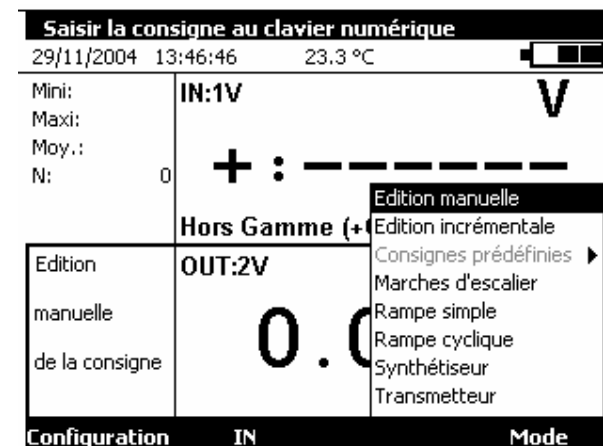 Saisir la consigne au clavier numérique
29/11/2004 13:46:46 23.3 °C
Mini:
Maxi:
Moy.:
N: 0
IN:1V
V
+:------
Hors Gamme (+
Edition
manuelle
de la consigne
OUT:2V
0.
Edition manuelle
Edition incrémentale
Consignes prédéfinies
Marches d'escalier
Rampe simple
Rampe cyclique
Synthétiseur
Transmetteur
Configuration IN Mode